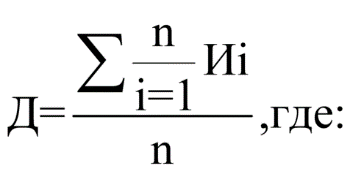 Д= ∑ n/i=1 Иi / n ,где: